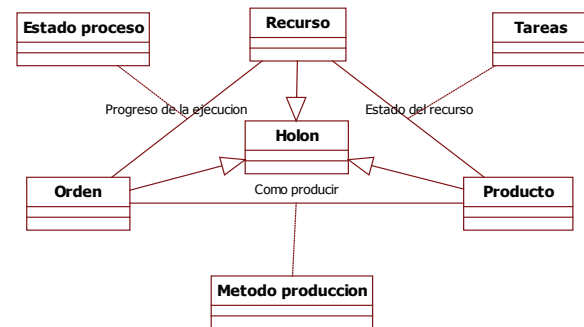 Estado proceso
Recurso
Tareas
Progreso de la ejecucion
Estado del recurso
Holon
Orden
Como producir
Producto
Metodo produccion